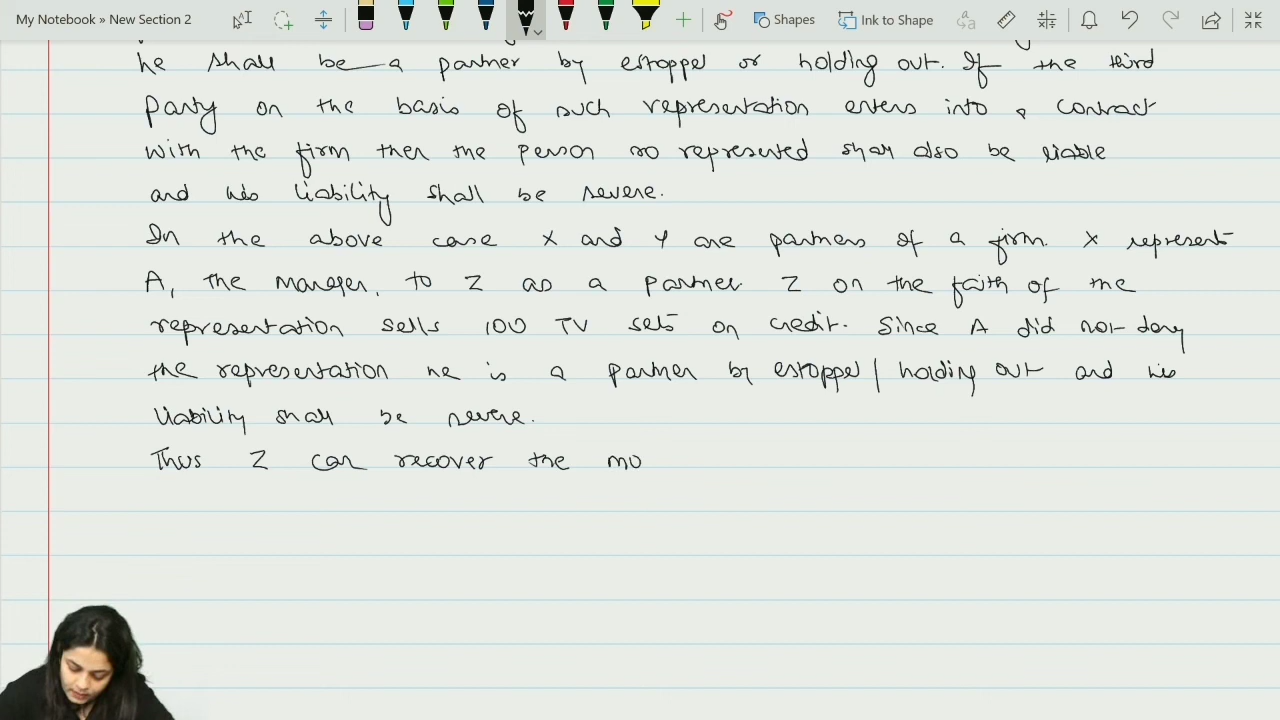 My Notebook » New Section 2
Shapes
Ink to Shape
he shall be a partner by estoppel or holding out. If the third
party on the basis of such representation enters into a contract
with the firm then the person so represented shall also be liable
and his liability shall be severe.
In the above case X and Y are partners of a firm. X represent
A, the manager, to Z as a partner Z on the faith of the
representation sells 100 TV sets on credit. Since A did not deny
the representation he is a partner by estoppel / holding out and his
liability shall be severe.
Thus Z can recover the mo